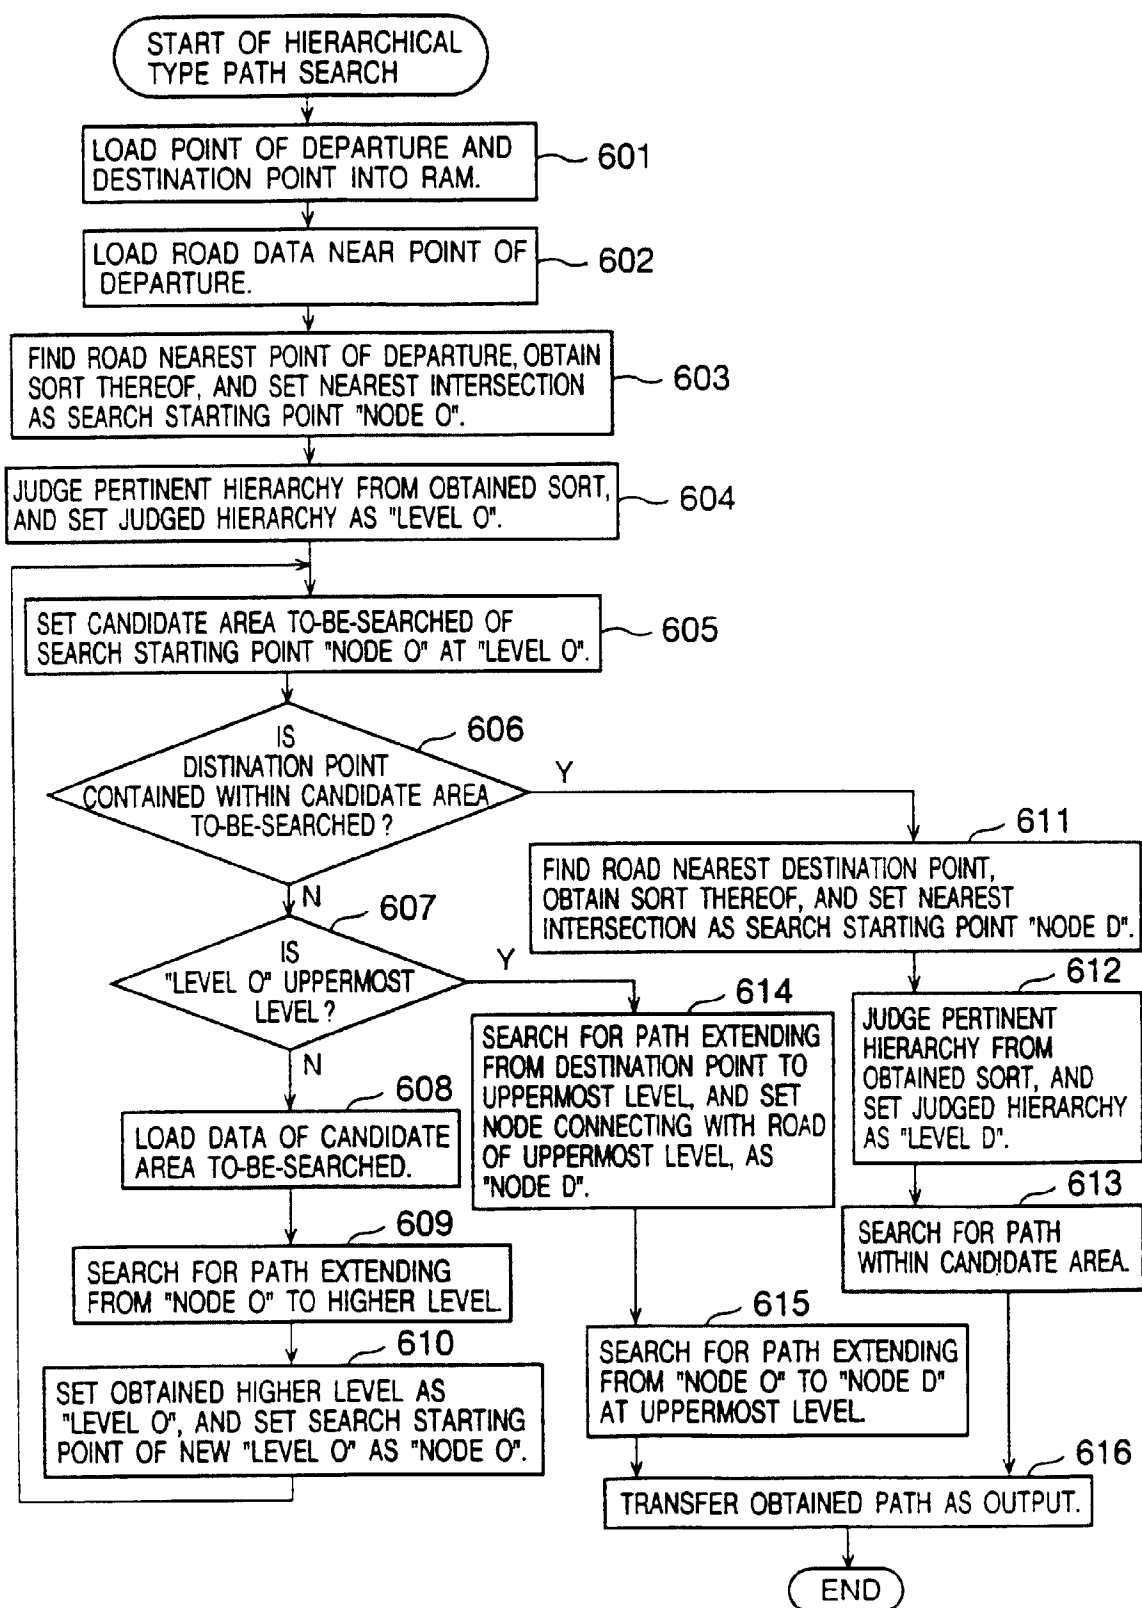 START OF HIERARCHICAL
TYPE PATH SEARCH
LOAD POINT OF DEPARTURE AND
DESTINATION POINT INTO RAM.
601
LOAD ROAD DATA NEAR POINT OF
DEPARTURE.
602
FIND ROAD NEAREST POINT OF DEPARTURE, OBTAIN
SORT THEREOF, AND SET NEAREST INTERSECTION
AS SEARCH STARTING POINT "NODE O".
603
JUDGE PERTINENT HIERARCHY FROM OBTAINED SORT,
AND SET JUDGED HIERARCHY AS "LEVEL O".
604
SET CANDIDATE AREA TO-BE-SEARCHED OF
SEARCH STARTING POINT "NODE O" AT "LEVEL O".
605
IS
DISTINATION POINT
CONTAINED WITHIN CANDIDATE AREA
TO-BE-SEARCHED?
606
Y
N
IS
"LEVEL O" UPPERMOST
LEVEL?
607
Y
N
LOAD DATA OF CANDIDATE
AREA TO-BE-SEARCHED.
608
SEARCH FOR PATH EXTENDING
FROM "NODE O" TO HIGHER LEVEL.
609
SET OBTAINED HIGHER LEVEL AS
"LEVEL O", AND SET SEARCH STARTING
POINT OF NEW "LEVEL O" AS "NODE O".
610
611
FIND ROAD NEAREST DESTINATION POINT,
OBTAIN SORT THEREOF, AND SET NEAREST
INTERSECTION AS SEARCH STARTING POINT "NODE D".
612
JUDGE PERTINENT
HIERARCHY FROM
OBTAINED SORT, AND
SET JUDGED HIERARCHY
AS "LEVEL D".
613
SEARCH FOR PATH
WITHIN CANDIDATE AREA.
614
SEARCH FOR PATH EXTENDING
FROM DESTINATION POINT TO
UPPERMOST LEVEL, AND SET
NODE CONNECTING WITH ROAD
OF UPPERMOST LEVEL, AS
"NODE D".
615
SEARCH FOR PATH EXTENDING
FROM "NODE O" TO "NODE D"
AT UPPERMOST LEVEL.
616
TRANSFER OBTAINED PATH AS OUTPUT.
END